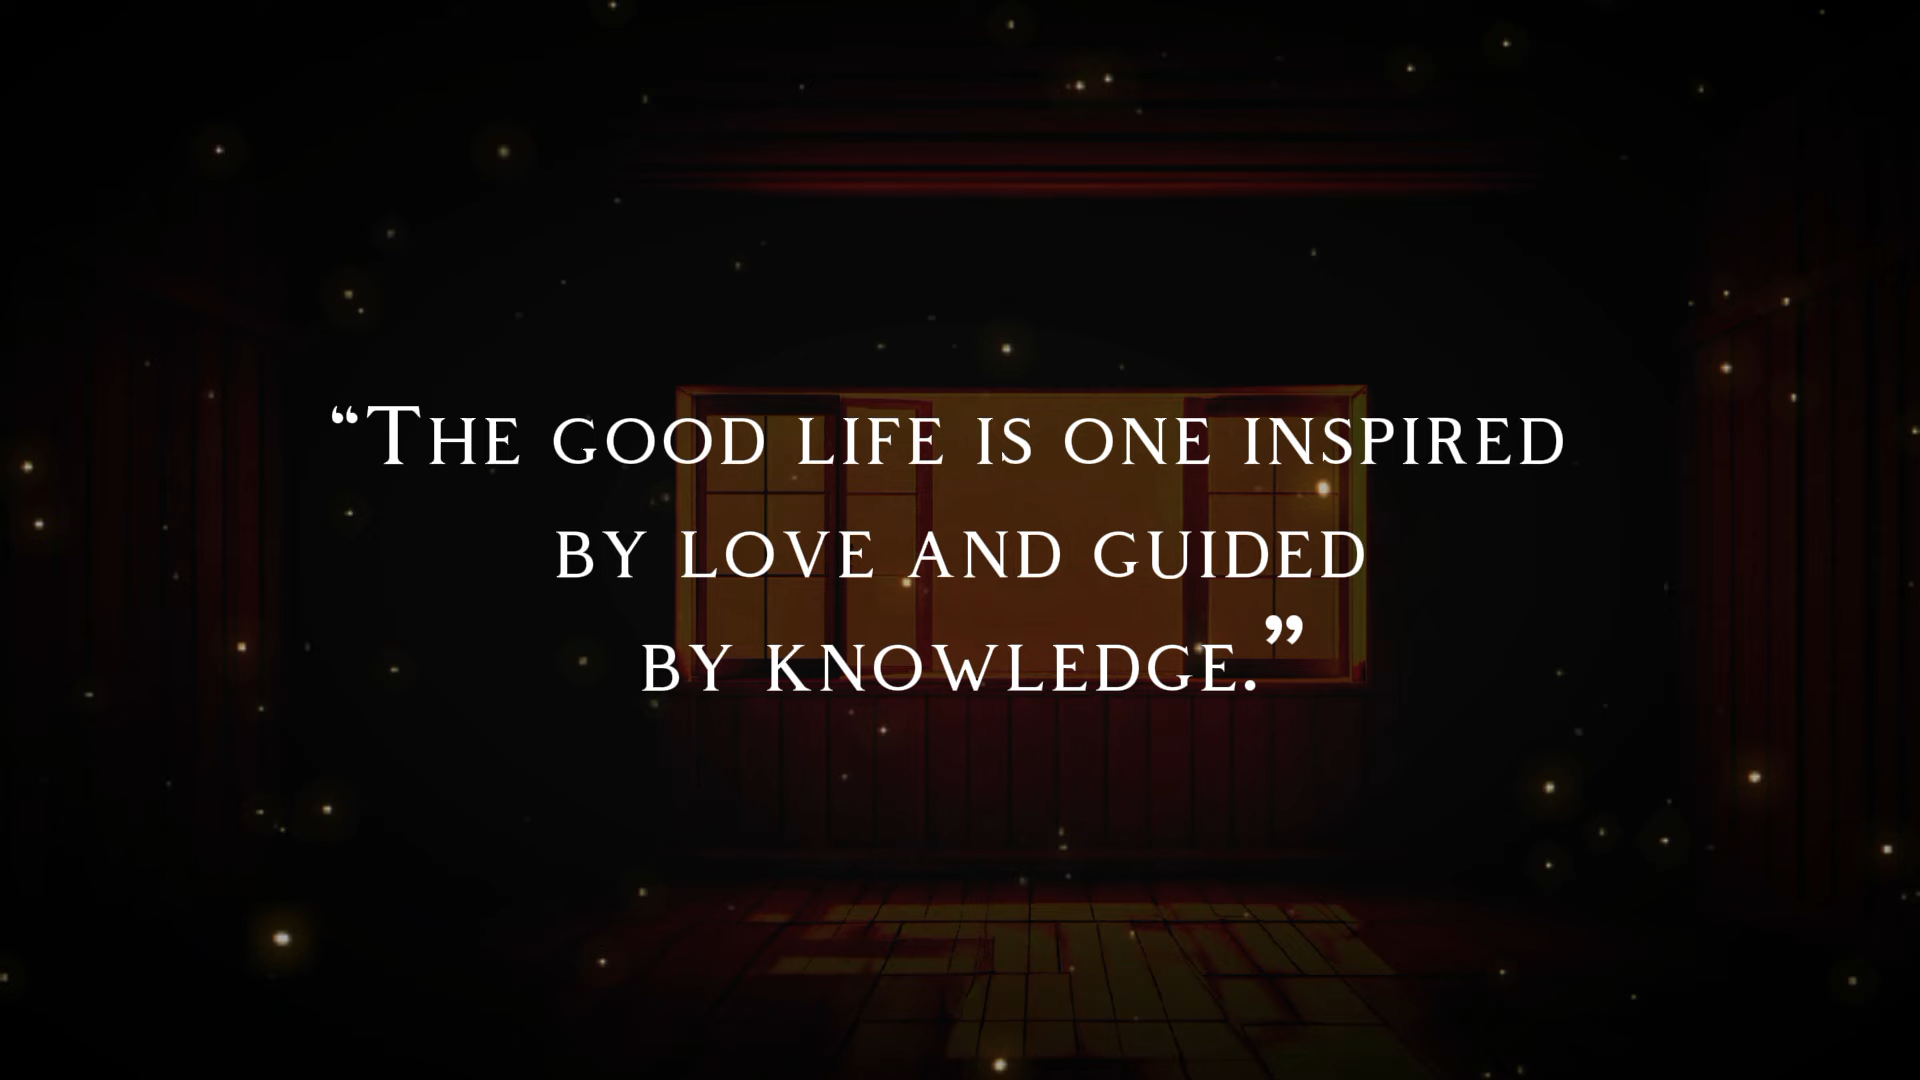 “The good life is one inspired
by love and guided
by knowledge.”